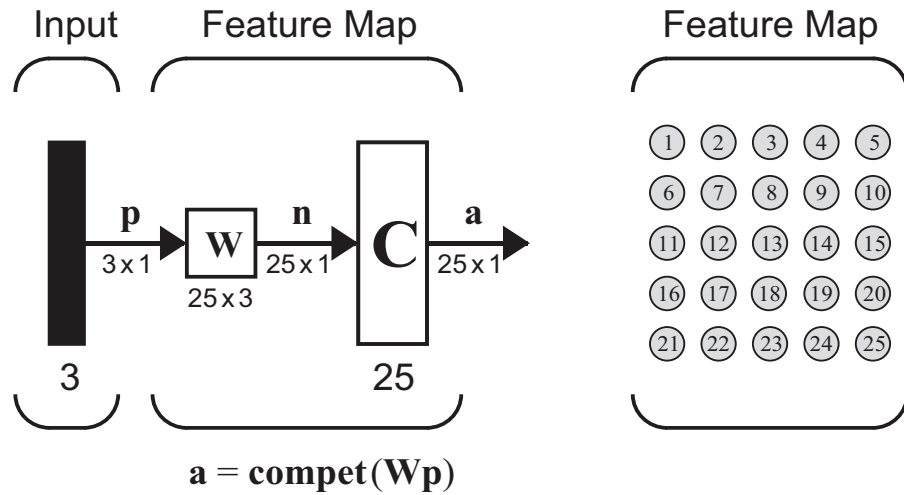 Input Feature Map Feature Map
1 2 3 4 5
6 7 8 9 10
p n a
W C
11 12 13 14 15
3 x 1 25 x 1 25 x 1
25 x 3
16 17 18 19 20
21 22 23 24 25
3 25
a = compet(Wp)